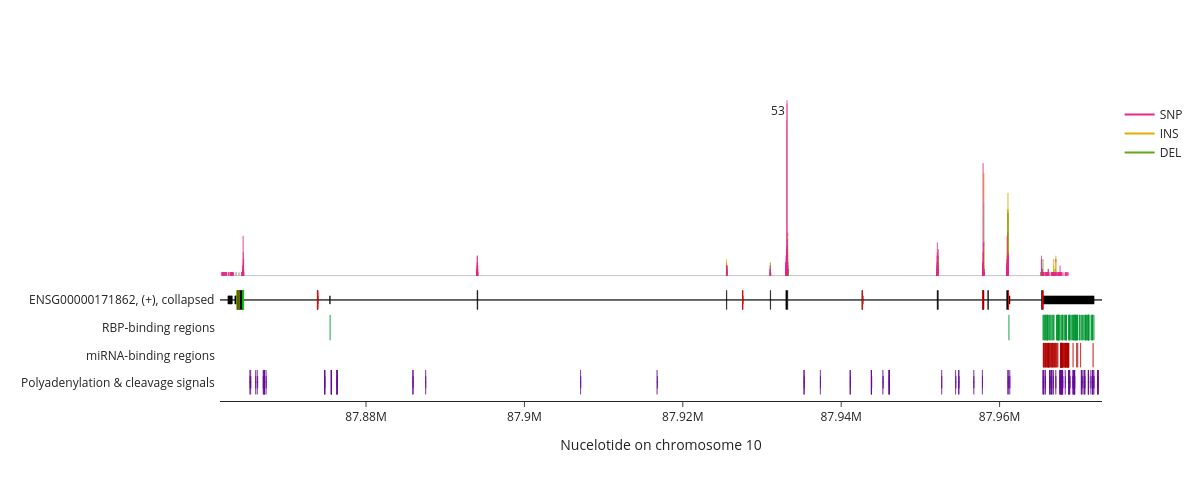 53
SNP
INS
DEL
ENSG00000171862, (+), collapsed
RBP-binding regions
miRNA-binding regions
Polyadenylation & cleavage signals
87.88M 87.9M 87.92M 87.94M 87.96M
Nucelotide on chromosome 10